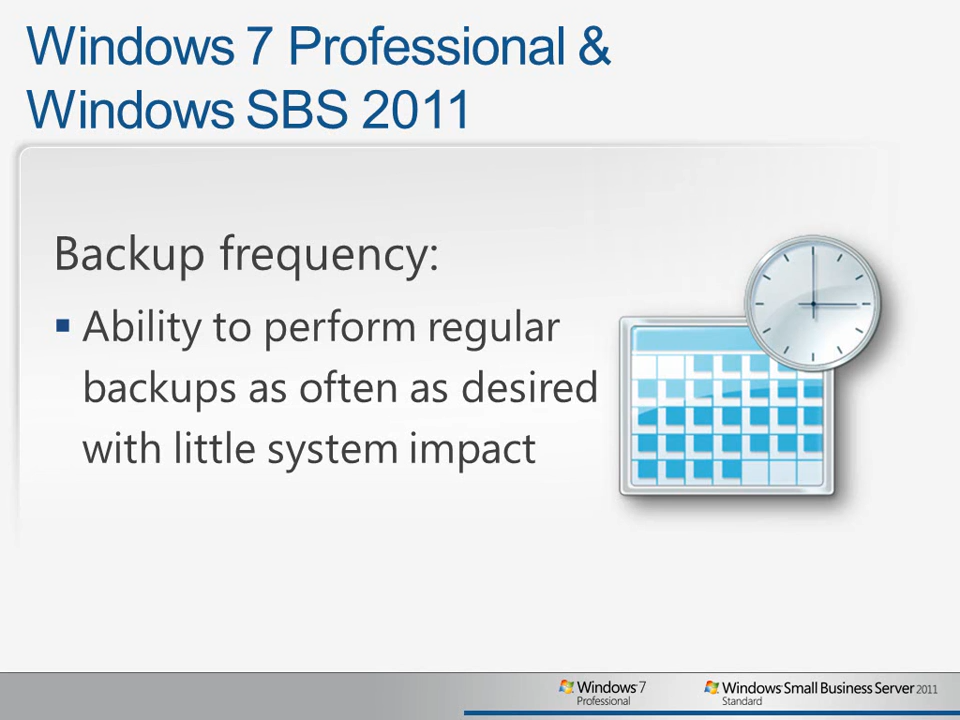 Windows 7 Professional &
Windows SBS 2011
Backup frequency:
▪ Ability to perform regular
backups as often as desired
with little system impact
Windows 7
Professional
Windows Small Business Server 2011
Standard